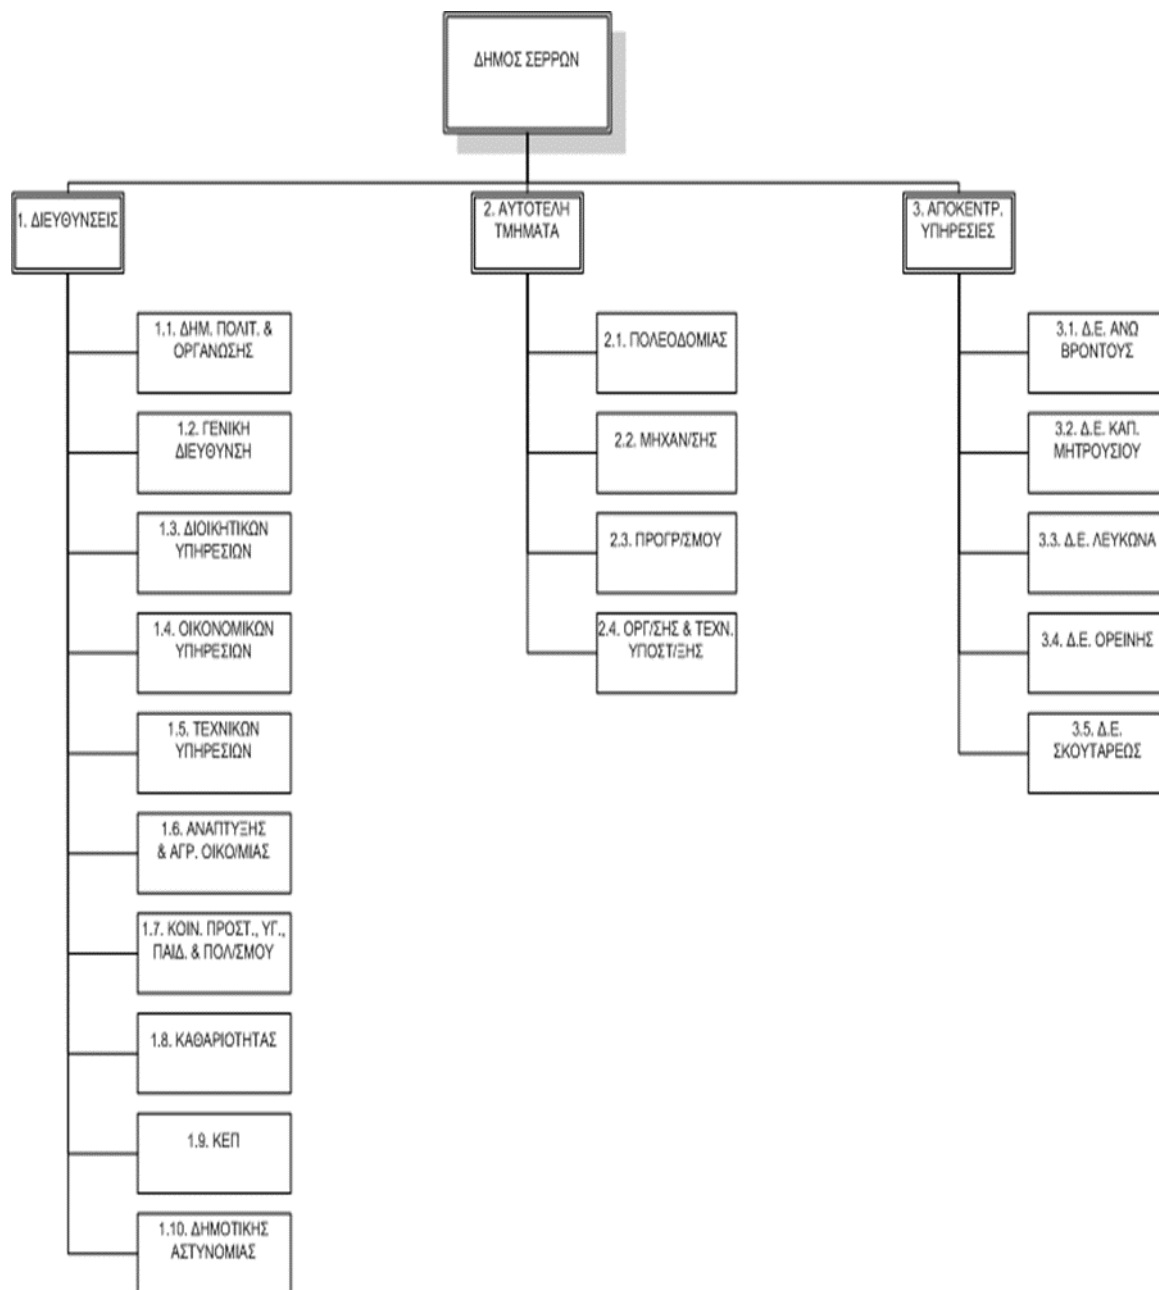 ΔΗΜΟΣ ΣΕΡΡΩΝ
1. ΔΙΕΥΘΥΝΣΕΙΣ
1.1. ΔΗΜ. ΠΟΛΙΤ. &
ΟΡΓΑΝΩΣΗΣ
1.2. ΓΕΝΙΚΗ
ΔΙΕΥΘΥΝΣΗ
1.3. ΔΙΟΙΚΗΤΙΚΩΝ
ΥΠΗΡΕΣΙΩΝ
1.4. ΟΙΚΟΝΟΜΙΚΩΝ
ΥΠΗΡΕΣΙΩΝ
1.5. ΤΕΧΝΙΚΩΝ
ΥΠΗΡΕΣΙΩΝ
1.6. ΑΝΑΠΤΥΞΗΣ
& ΑΓΡ. ΟΙΚΟ/ΜΙΑΣ
1.7. ΚΟΙΝ. ΠΡΟΣΤ., ΥΓ.,
ΠΑΙΔ. & ΠΟΛ/ΣΜΟΥ
1.8. ΚΑΘΑΡΙΟΤΗΤΑΣ
1.9. ΚΕΠ
1.10. ΔΗΜΟΤΙΚΗΣ
ΑΣΤΥΝΟΜΙΑΣ
2. ΑΥΤΟΤΕΛΗ
ΤΜΗΜΑΤΑ
2.1. ΠΟΛΕΟΔΟΜΙΑΣ
2.2. ΜΗΧΑΝ/ΣΗΣ
2.3. ΠΡΟΓΡ/ΣΜΟΥ
2.4. ΟΡΓ/ΣΗΣ & ΤΕΧΝ.
ΥΠΟΣΤ/ΞΗΣ
3. ΑΠΟΚΕΝΤΡ.
ΥΠΗΡΕΣΙΕΣ
3.1. Δ.Ε. ΑΝΩ
ΒΡΟΝΤΟΥΣ
3.2. Δ.Ε. ΚΑΠ.
ΜΗΤΡΟΥΣΙΟΥ
3.3. Δ.Ε. ΛΕΥΚΩΝΑ
3.4. Δ.Ε. ΟΡΕΙΝΗΣ
3.5. Δ.Ε.
ΣΚΟΥΤΑΡΕΩΣ